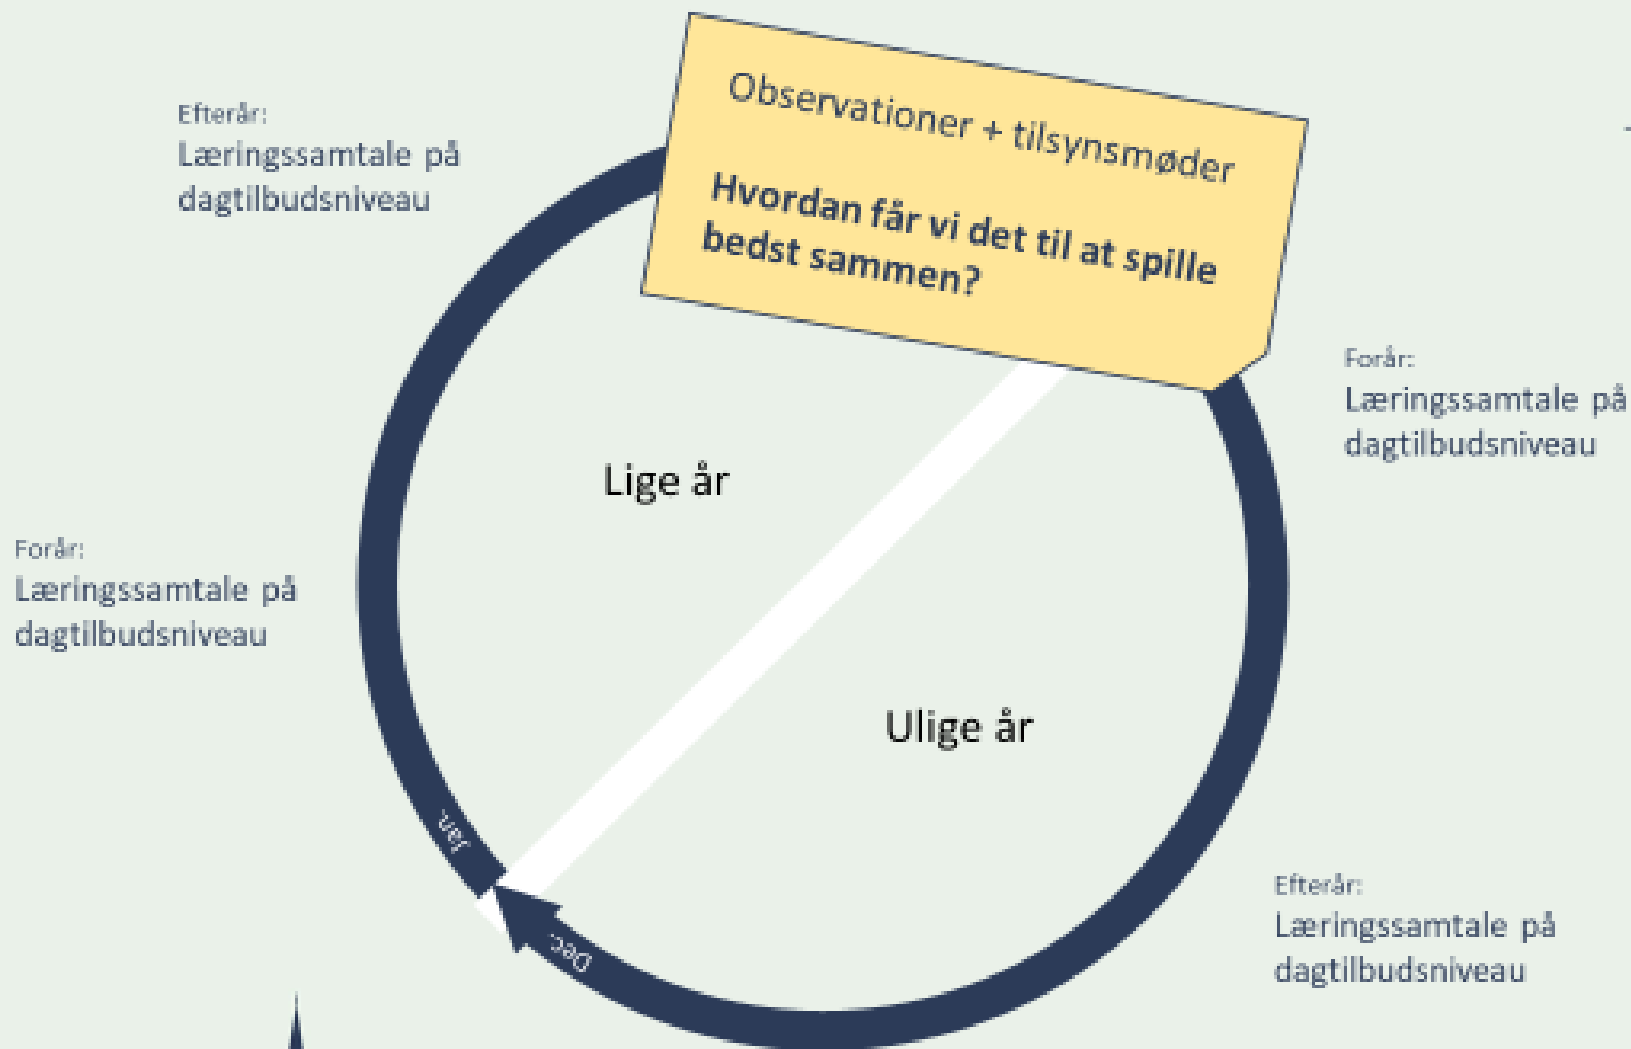 Observationer + tilsynsmøder
Hvordan får vi det til at spille
bedst sammen?
Efterår:
Læringssamtale på
dagtilbudsniveau
Forår:
Læringssamtale på
dagtilbudsniveau
Lige år
Forår:
Læringssamtale på
dagtilbudsniveau
Ulige år
Jan.
Dec.
Efterår:
Læringssamtale på
dagtilbudsniveau